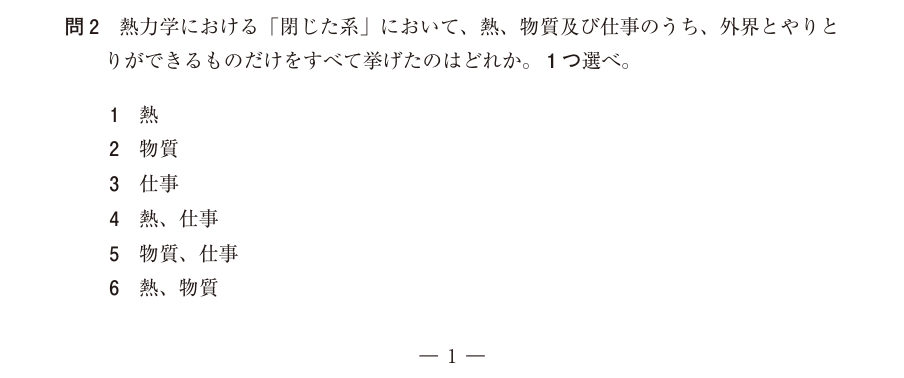 問2 熱力学における「閉じた系」において、熱、物質及び仕事のうち、外界とやりと
りができるものだけをすべて挙げたのはどれか。1つ選べ。
1 熱
2 物質
3 仕事
4 熱、仕事
5 物質、仕事
6 熱、物質
― 1 ―